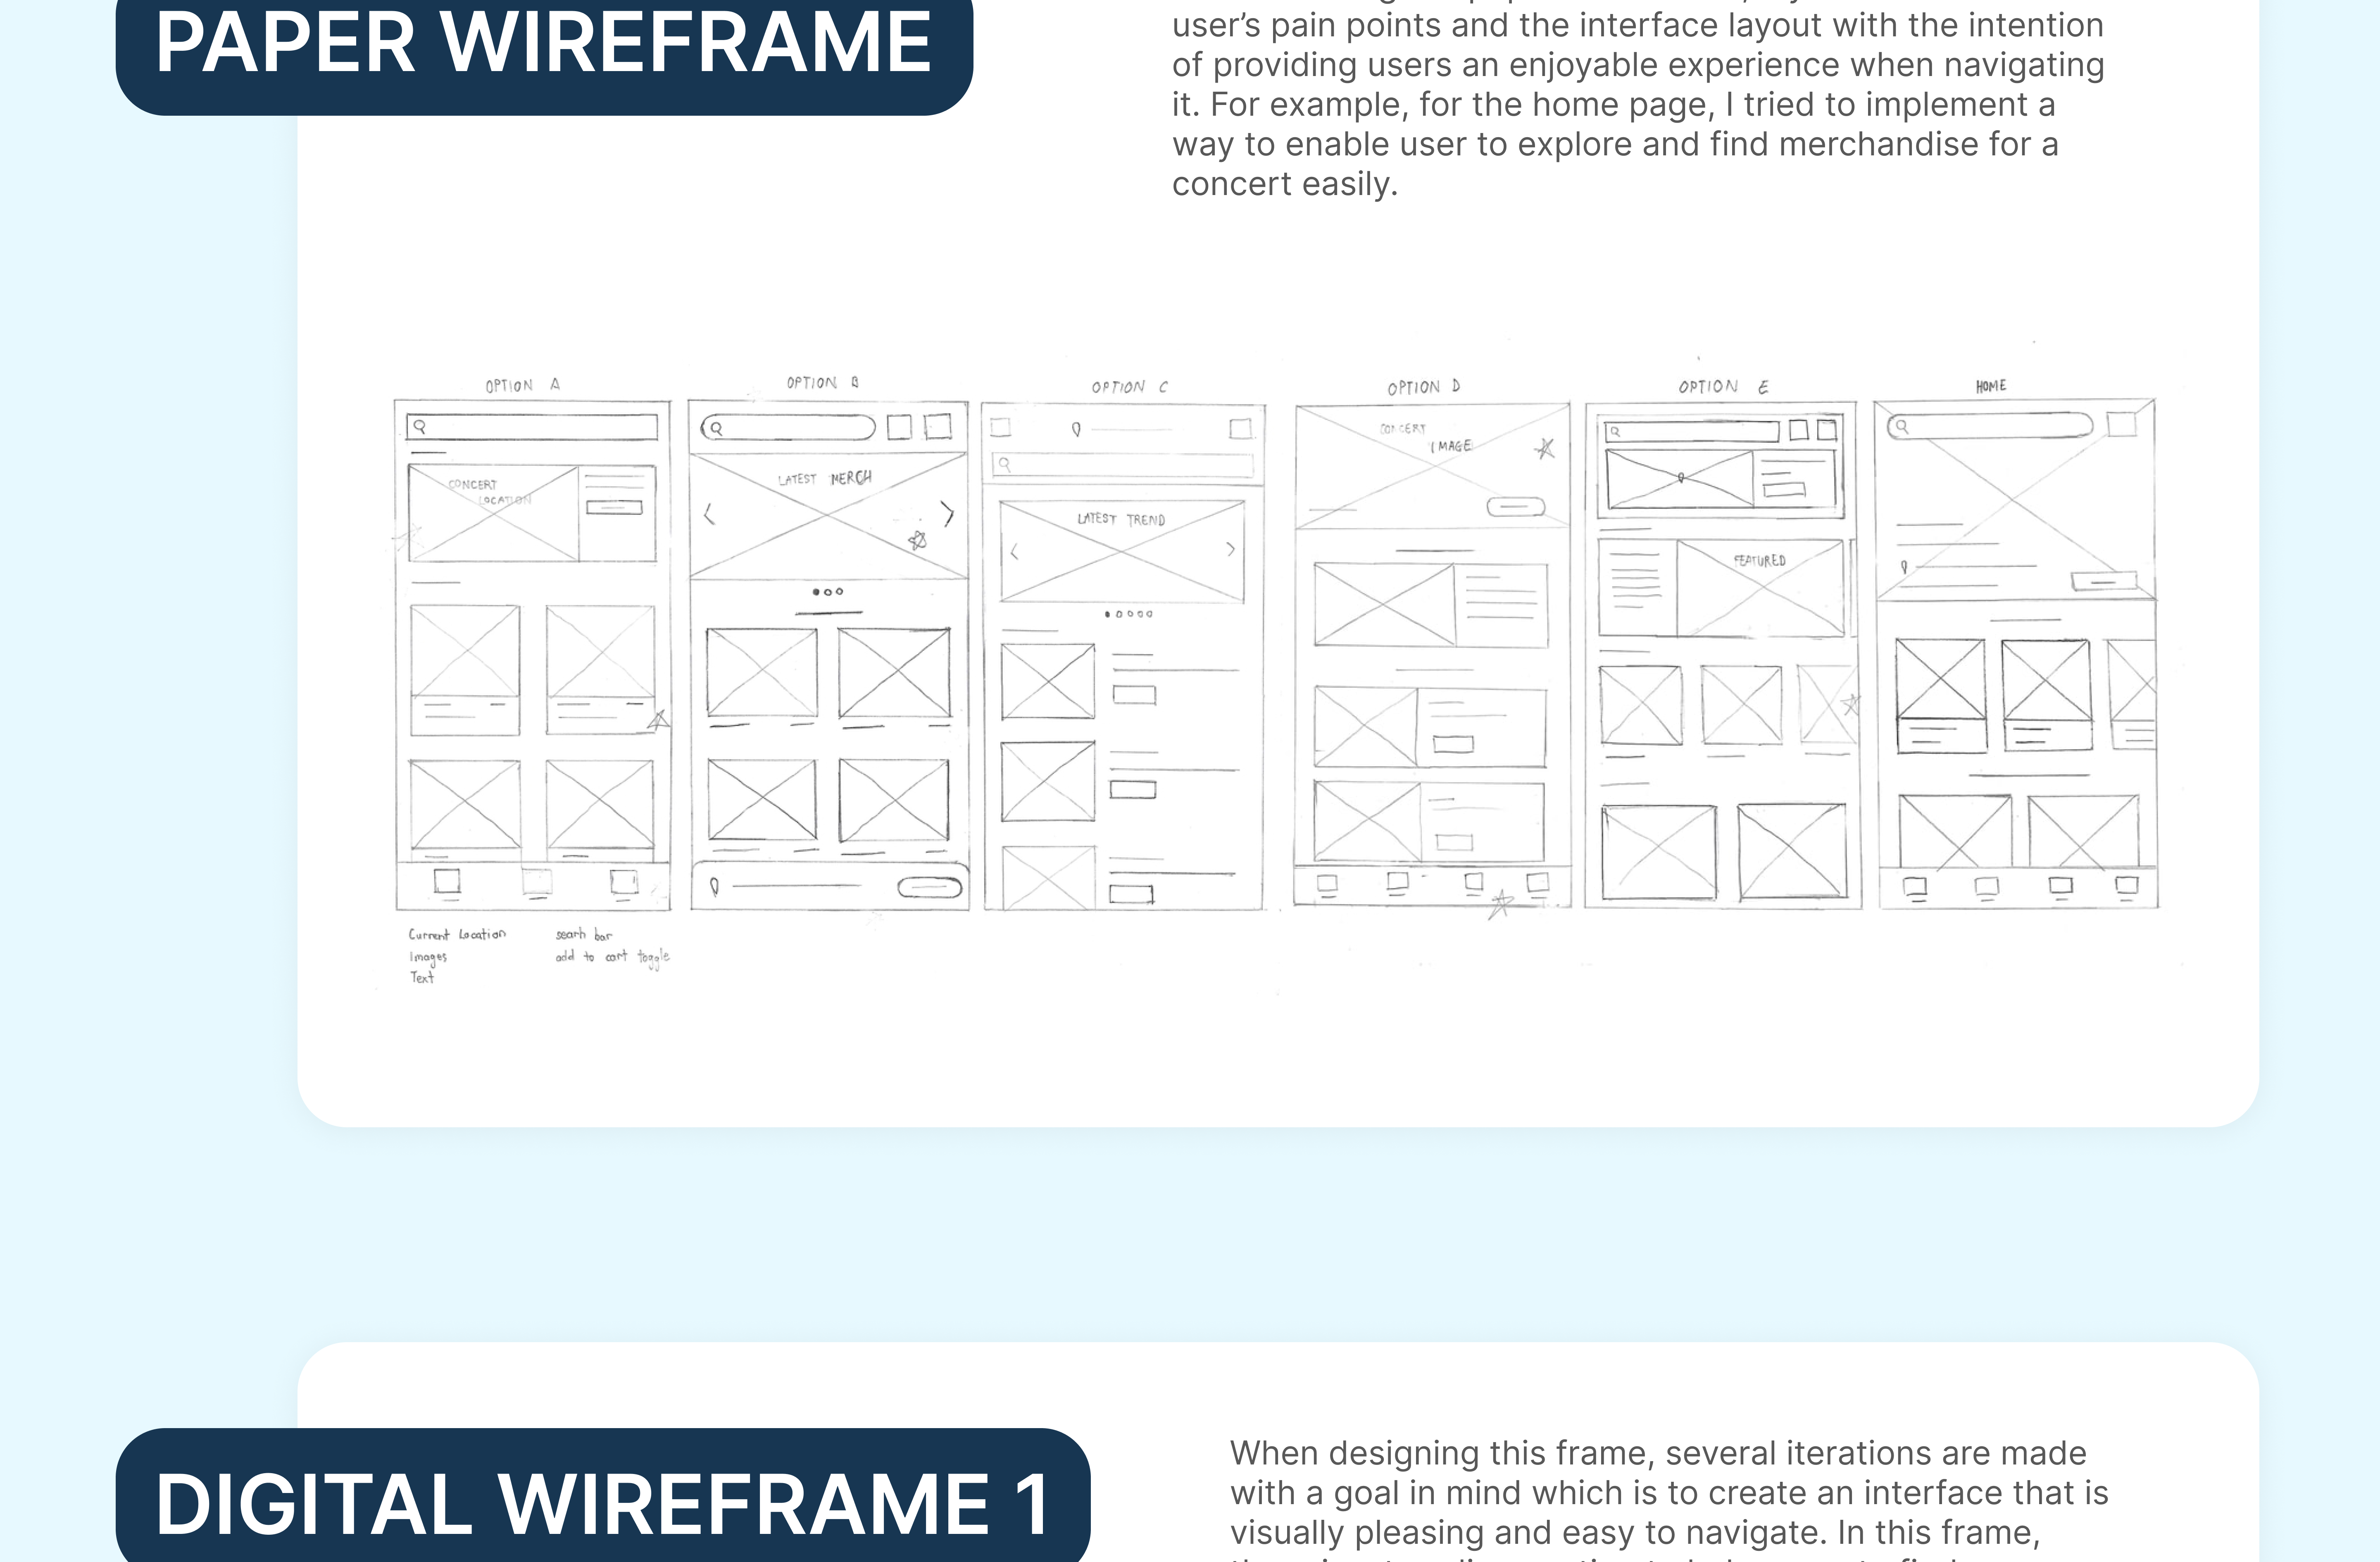 PAPER WIREFRAME
user's pain points and the interface layout with the intention
of providing users an enjoyable experience when navigating
it. For example, for the home page, I tried to implement a
way to enable user to explore and find merchandise for a
concert easily.
OPTION A
OPTION B
OPTION C
OPTION D
OPTION E
HOME
CONCERT
LOCATION
LATEST MERCH
LATEST TREND
CONCERT
IMAGE
FEATURED
Current Location
Images
Text
searh bar
add to cart toggle
DIGITAL WIREFRAME 1
When designing this frame, several iterations are made
with a goal in mind which is to create an interface that is
visually pleasing and easy to navigate. In this frame,